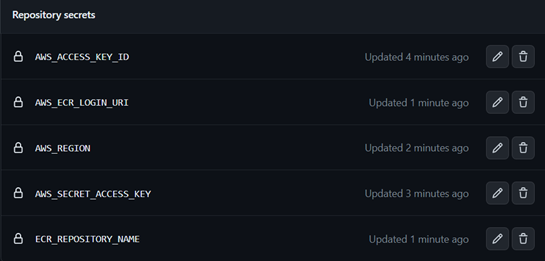 Repository secrets
AWS_ACCESS_KEY_ID Updated 4 minutes ago
AWS_ECR_LOGIN_URI Updated 1 minute ago
AWS_REGION Updated 2 minutes ago
AWS_SECRET_ACCESS_KEY Updated 3 minutes ago
ECR_REPOSITORY_NAME Updated 1 minute ago